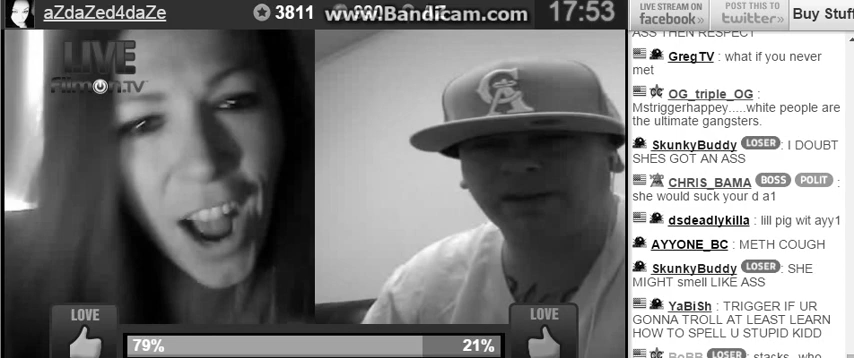 aZdaZed4daZe
3811
www.Bandicam.com
17:53
LIVE STREAM ON
facebook»
POST THIS TO
twitter»
Buy Stuff
LIVE
FilmOn.TV
ASS THEN RESPECT
GregTV : what if you never
met
OG_triple_OG :
Mstriggerhappey.....white people are
the ultimate gangsters.
SkunkyBuddy LOSER : I DOUBT
SHES GOT AN ASS
CHRIS_BAMA BOSS POLIT :
she would suck your d a1
dsdeadlykilla : lill pig wit ayy1
AYYONE_BC : METH COUGH
SkunkyBuddy LOSER : SHE
MIGHT smell LIKE ASS
YaBiSh : TRIGGER IF UR
GONNA TROLL AT LEAST LEARN
HOW TO SPELL U STUPID KIDD
BoBB LOSER : stacks who
CA
LOVE
LOVE
79%
21%